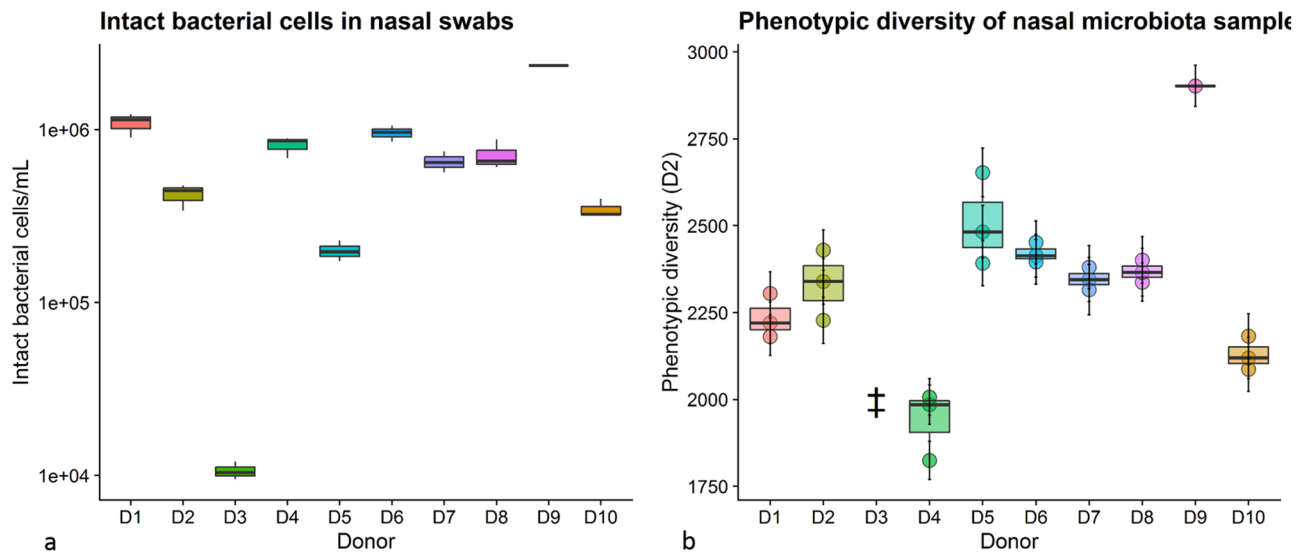 Intact bacterial cells in nasal swabs
Intact bacterial cells/mL
1e+06
1e+05
1e+04
D1 D2 D3 D4 D5 D6 D7 D8 D9 D10
Donor
a
Phenotypic diversity of nasal microbiota sample
Phenotypic diversity (D2)
3000
2750
2500
2250
2000
1750
D1 D2 D3 D4 D5 D6 D7 D8 D9 D10
Donor
b